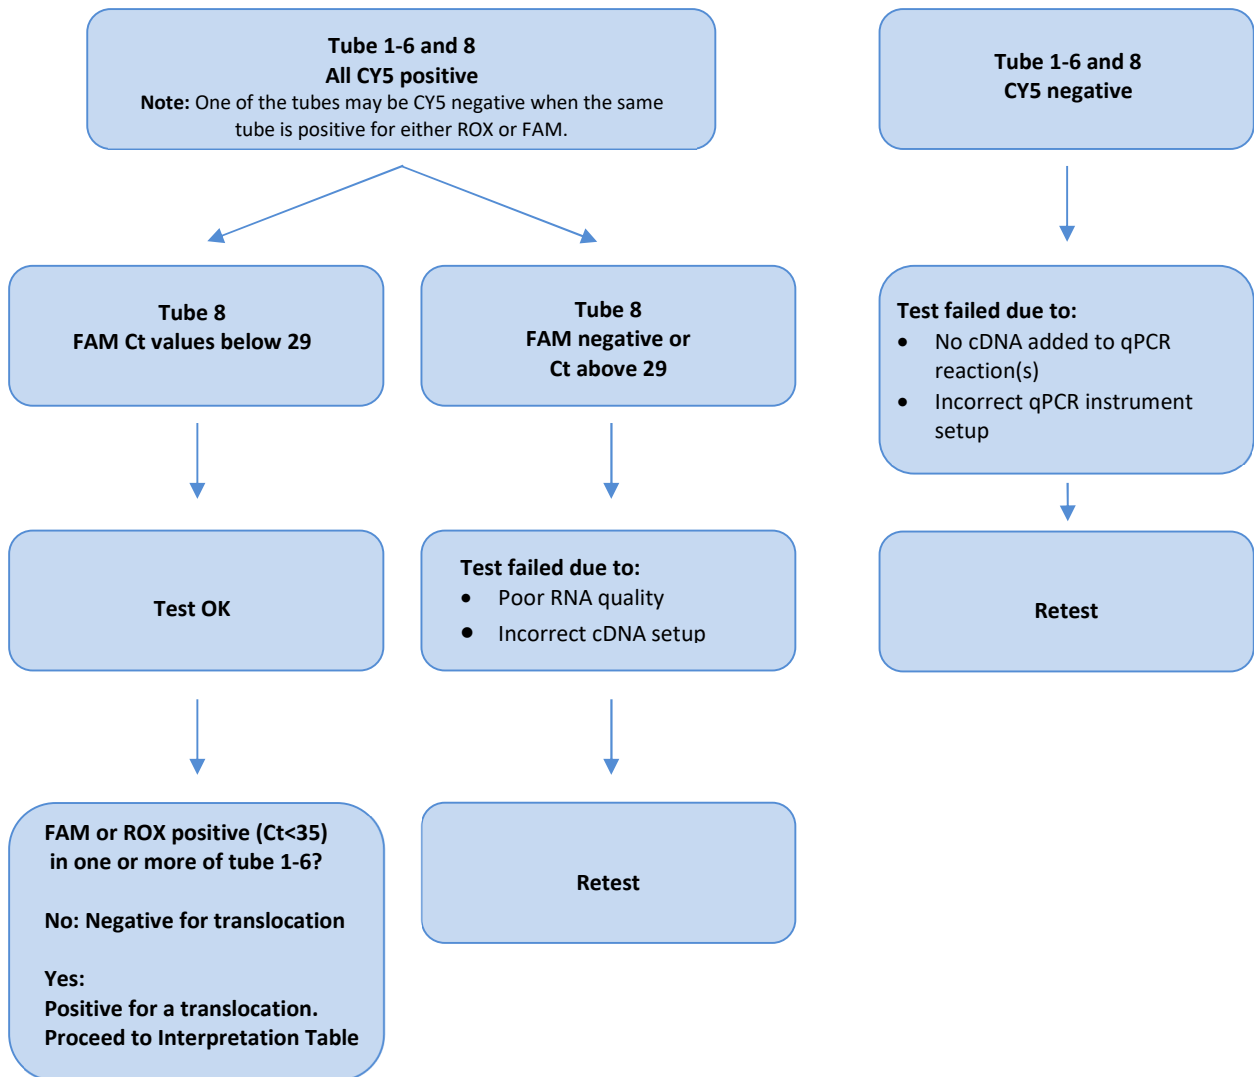 Tube 1-6 and 8
All CY5 positive
Note: One of the tubes may be CY5 negative when the same
tube is positive for either ROX or FAM.
Tube 1-6 and 8
CY5 negative
Tube 8
FAM Ct values below 29
Tube 8
FAM negative or
Ct above 29
Test failed due to:
• No cDNA added to qPCR
reaction(s)
• Incorrect qPCR instrument
setup
Test OK
Test failed due to:
• Poor RNA quality
• Incorrect cDNA setup
Retest
FAM or ROX positive (Ct<35)
in one or more of tube 1-6?
No: Negative for translocation
Yes:
Positive for a translocation.
Proceed to Interpretation Table
Retest